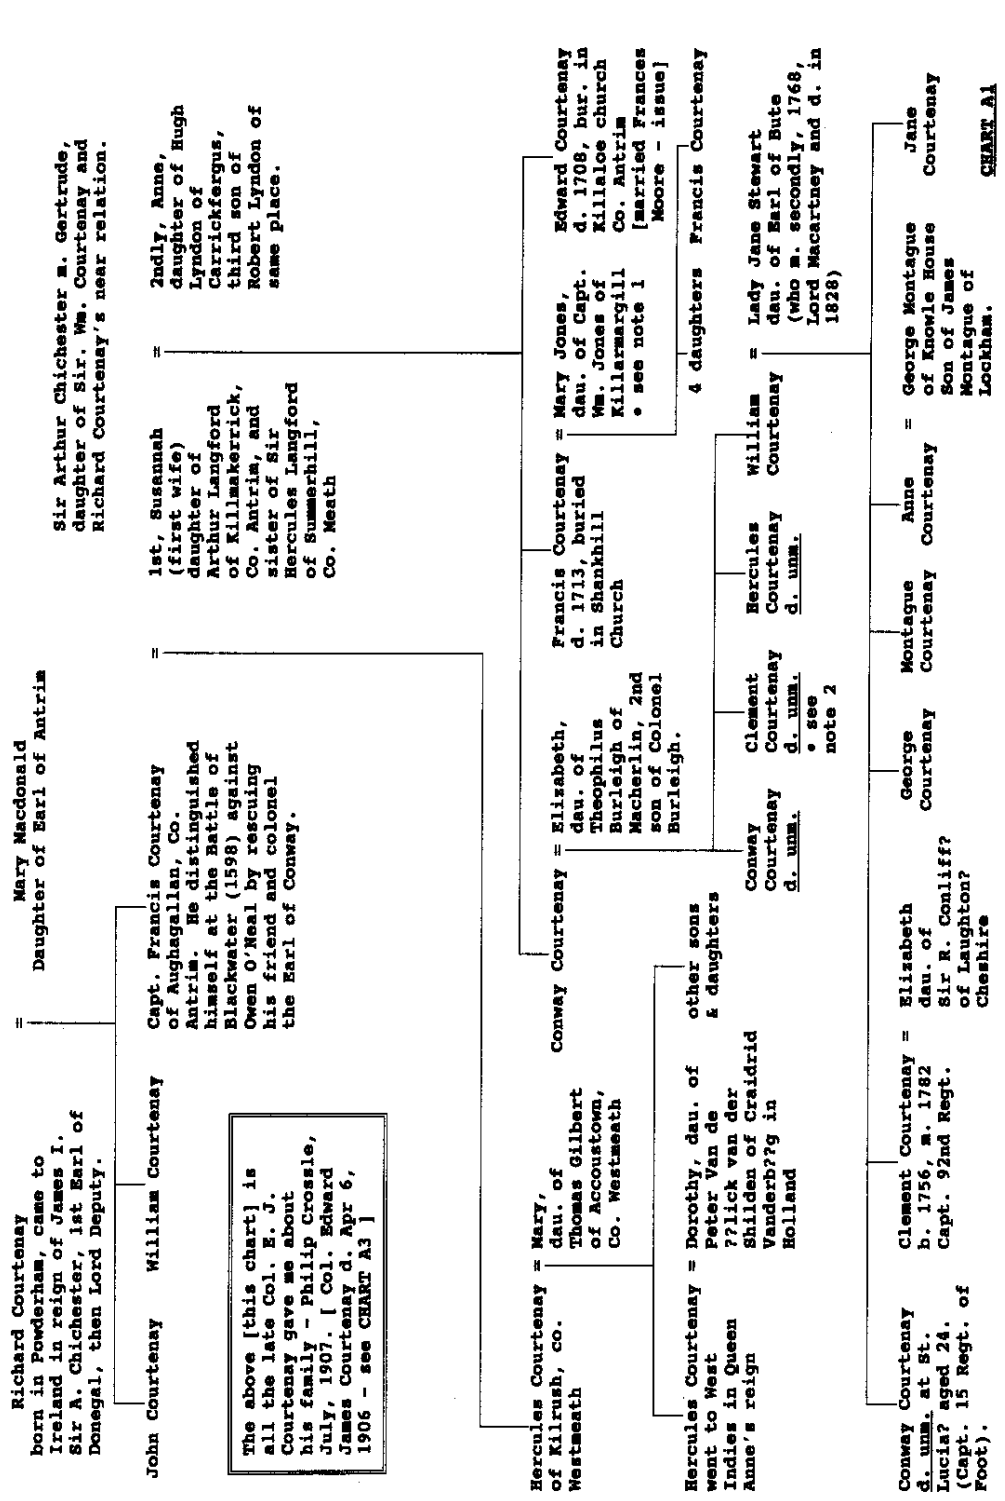 Richard Courtenay
born in Powderham, came to
Ireland in reign of James I.
Sir A. Chichester, 1st Earl of
Donegal, then Lord Deputy.
=
Mary Macdonald
Daughter of Earl of Antrim
Sir Arthur Chichester m. Gertrude,
daughter of Sir. Wm. Courtenay and
Richard Courtenay's near relation.
John Courtenay
William Courtenay
Capt. Francis Courtenay
of Aughagallan, Co.
Antrim. He distinguished
himself at the Battle of
Blackwater (1598) against
Owen O'Neal by rescuing
his friend and colonel
the Earl of Conway.
=
1st, Susannah
(first wife)
daughter of
Arthur Langford
of Killmakerrick,
Co. Antrim, and
sister of Sir
Hercules Langford
of Summerhill,
Co. Meath
=
2ndly, Anne,
daughter of Hugh
Lyndon of
Carrickfergus,
third son of
Robert Lyndon of
same place.
The above [this chart] is
all the late Col. E. J.
Courtenay gave me about
his family - Philip Crossle,
July, 1907. [ Col. Edward
James Courtenay d. Apr 6,
1906 - see CHART A3 ]
Hercules Courtenay
of Kilrush, co.
Westmeath
=
Mary,
dau. of
Thomas Gilbert
of Accoustown,
Co. Westmeath
Conway Courtenay
=
Elizabeth,
dau. of
Theophilus
Burleigh of
Macherlin, 2nd
son of Colonel
Burleigh.
Francis Courtenay
d. 1713, buried
in Shankhill
Church
=
Mary Jones,
dau. of Capt.
Wm. Jones of
Killarmargill
• see note 1
Edward Courtenay
d. 1708, bur. in
Killaloe church
Co. Antrim
[married Frances
Moore - issue]
Hercules Courtenay
went to West
Indies in Queen
Anne's reign
=
Dorothy, dau. of
Peter Van de
??lick van der
Shilden of Craidrid
Vanderb??g in
Holland
other sons
& daughters
4 daughters
Francis Courtenay
Conway
Courtenay
d. unm.
Clement
Courtenay
d. unm.
• see
note 2
Hercules
Courtenay
d. unm.
William
Courtenay
=
Lady Jane Stewart
dau. of Earl of Bute
(who m. secondly, 1768,
Lord Macartney and d. in
1828)
Conway Courtenay
d. unm. at St.
Lucia? aged 24.
(Capt. 15 Regt. of
Foot).
Clement Courtenay
b. 1756, m. 1782
Capt. 92nd Regt.
=
Elizabeth
dau. of
Sir R. Conliff?
of Laughton?
Cheshire
George
Courtenay
Montague
Courtenay
Anne
Courtenay
=
George Montague
of Knowle House
Son of James
Montague of
Lockham.
Jane
Courtenay
CHART A1